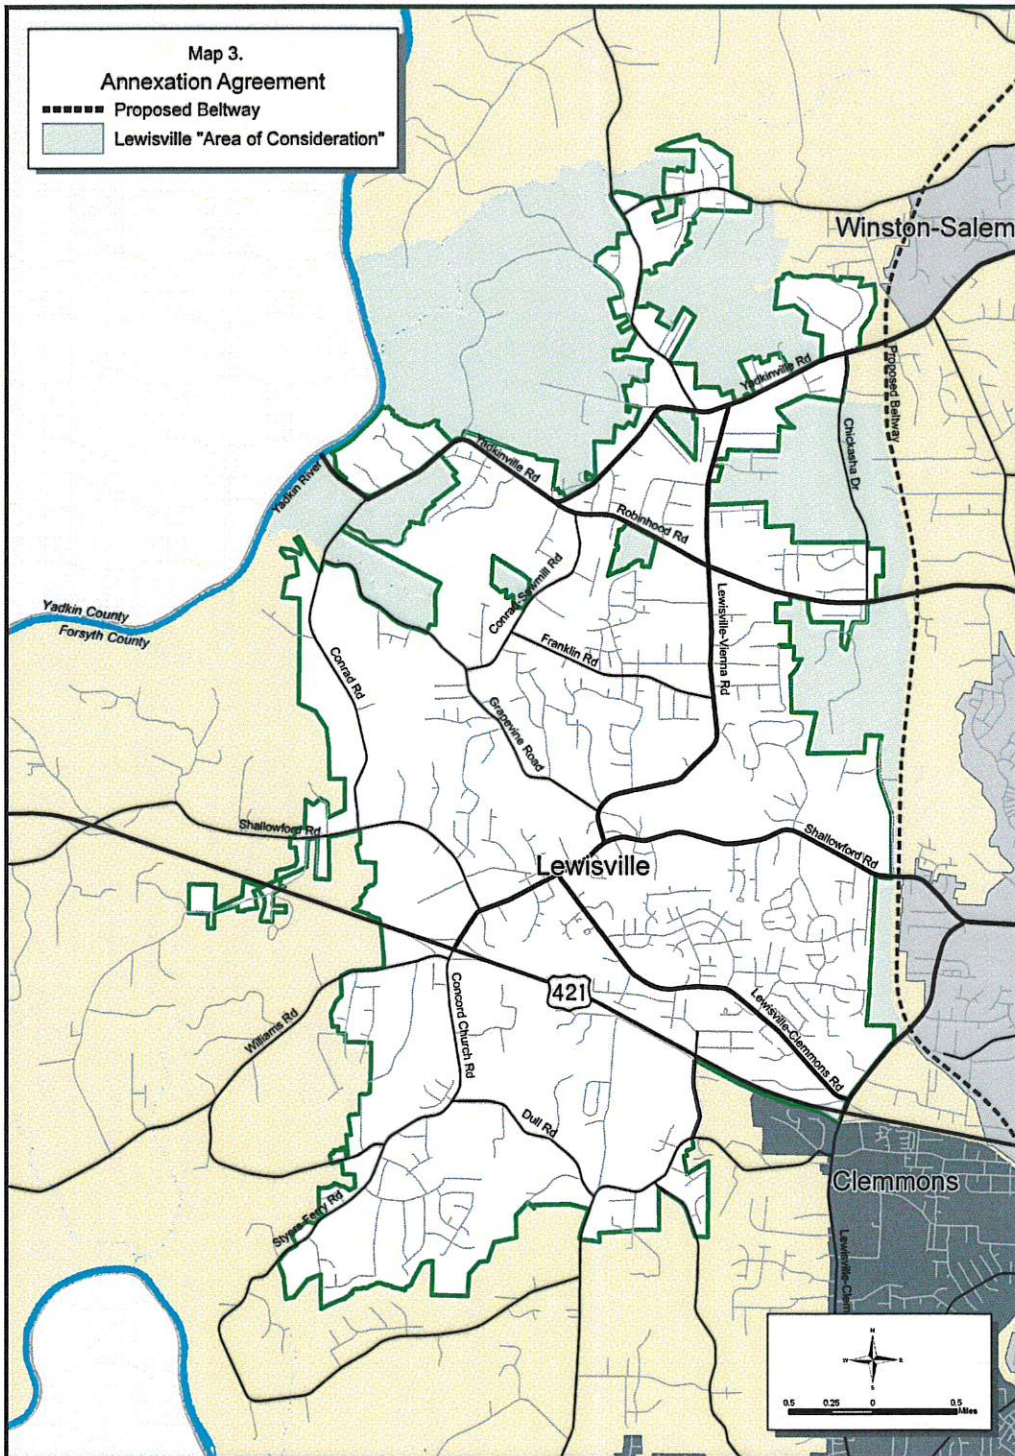 Map 3.
Annexation Agreement
Proposed Beltway
Lewisville "Area of Consideration"
Winston-Salem
Yadkinville Rd
Proposed Beltway
Chickasha Dr
Yadkin River
Yadkinville Rd
Robinhood Rd
Conrad-Sawmill Rd
Lewisville-Vienna Rd
Yadkin County
Forsyth County
Franklin Rd
Conrad Rd
Grapevine Road
Shallowford Rd
Shallowford Rd
Lewisville
421
Concord Church Rd
Lewisville-Clemmons Rd
Williams Rd
Dull Rd
Clemmons
Styers-Ferry Rd
Lewisville-Clem
N
W E
S
0.5 0.25 0 0.5
Miles